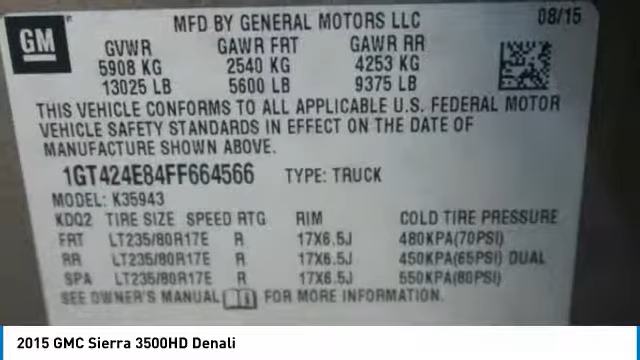 GM
MFD BY GENERAL MOTORS LLC 08/15
GVWR GAWR FRT GAWR RR
5908 KG 2540 KG 4253 KG
13025 LB 5600 LB 9375 LB
THIS VEHICLE CONFORMS TO ALL APPLICABLE U.S. FEDERAL MOTOR
VEHICLE SAFETY STANDARDS IN EFFECT ON THE DATE OF
MANUFACTURE SHOWN ABOVE.
1GT424E84FF664566 TYPE: TRUCK
MODEL: K35943
KDQ2 TIRE SIZE SPEED RTG RIM COLD TIRE PRESSURE
FRT LT235/80R17E R 17X6.5J 480KPA(70PSI)
RR LT235/80R17E R 17X6.5J 450KPA(65PSI) DUAL
SPA LT235/80R17E R 17X6.5J 550KPA(80PSI)
SEE OWNER'S MANUAL FOR MORE INFORMATION.
2015 GMC Sierra 3500HD Denali